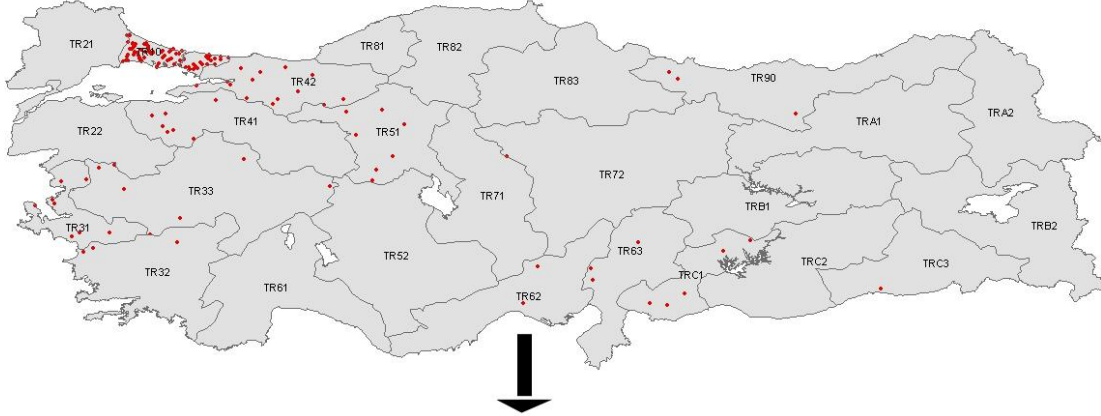 TR21
TR10
TR81
TR82
TR42
TR83
TR90
TRA2
TRA1
TR41
TR51
TR22
TR33
TR71
TR72
TRB1
TRB2
TR31
TR32
TR61
TR52
TR63
TRC1
TRC2
TRC3
TR62